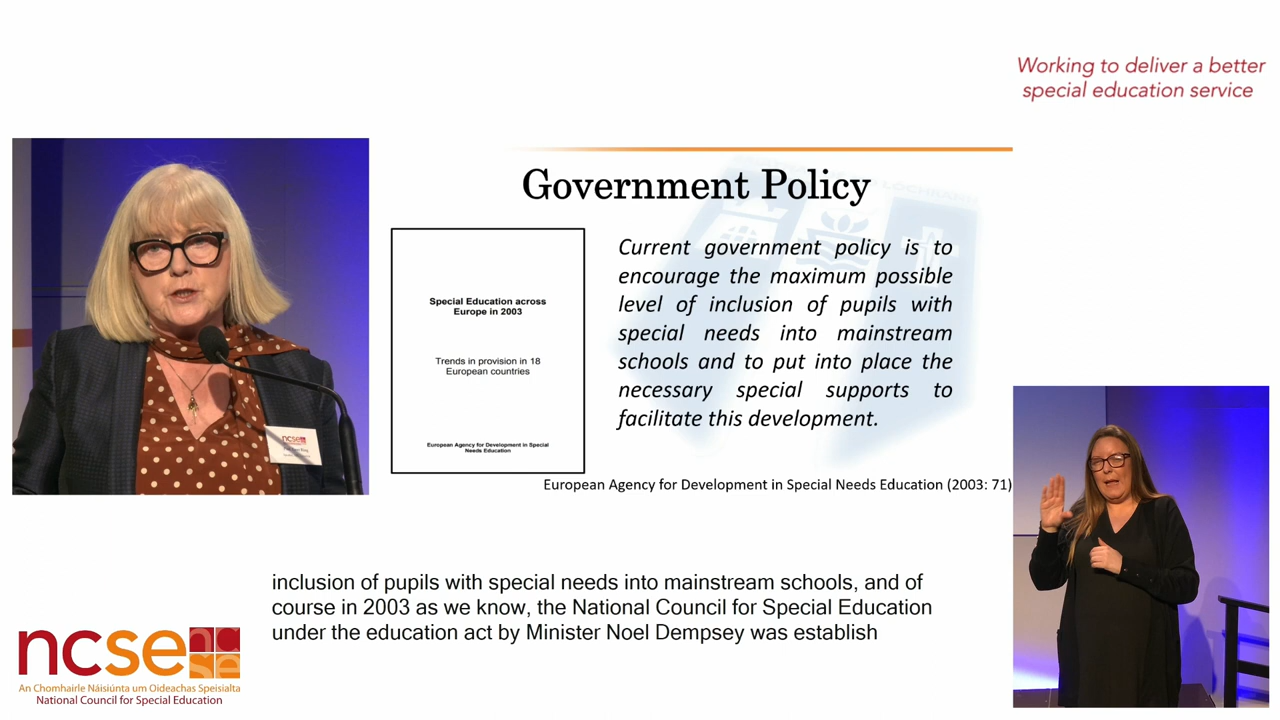 Working to deliver a better
special education service
Government Policy
Special Education across
Europe in 2003
Trends in provision in 18
European countries
European Agency for Development in Special
Needs Education
Current government policy is to
encourage the maximum possible
level of inclusion of pupils with
special needs into mainstream
schools and to put into place the
necessary special supports to
facilitate this development.
European Agency for Development in Special Needs Education (2003: 71)
ncse
inclusion of pupils with special needs into mainstream schools, and of
course in 2003 as we know, the National Council for Special Education
under the education act by Minister Noel Dempsey was establish
ncse
nc
se
An Chomhairle Náisiúnta um Oideachas Speisialta
National Council for Special Education